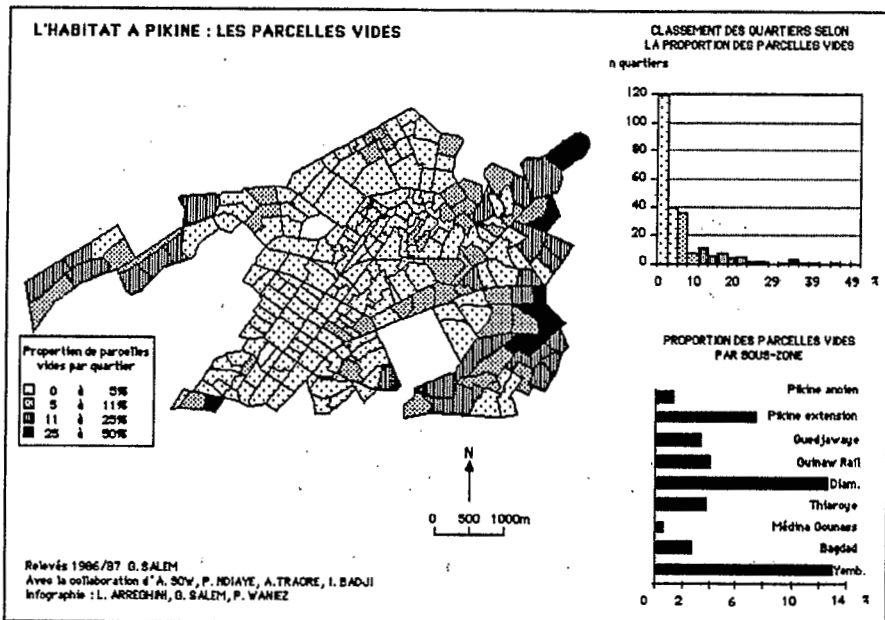 L'HABITAT A PIKINE : LES PARCELLES VIDES
CLASSEMENT DES QUARTIERS SELON
LA PROPORTION DES PARCELLES VIDES
n quartiers
120
100
80
60
40
20
0
0 10 20 29 39 49 %
Proportion de parcelles
vides par quartier
0 à 5%
5 à 11%
11 à 25%
25 à 50%
N
0 500 1000m
PROPORTION DES PARCELLES VIDES
PAR SOUS-ZONE
Pikine ancien
Pikine extension
Guedjawaye
Guinaw Rail
Diam.
Thiaroye
Médina Gounass
Bagdad
Yemb.
0 2 6 10 14 %
Relevés 1986/87 G.SALEM
Avec la collaboration d'A. SOW, P. NDIAYE, A.TRAORE, I. BADJI
Infographie : L. ARREGHINI, G. SALEM, P. WANIEZ